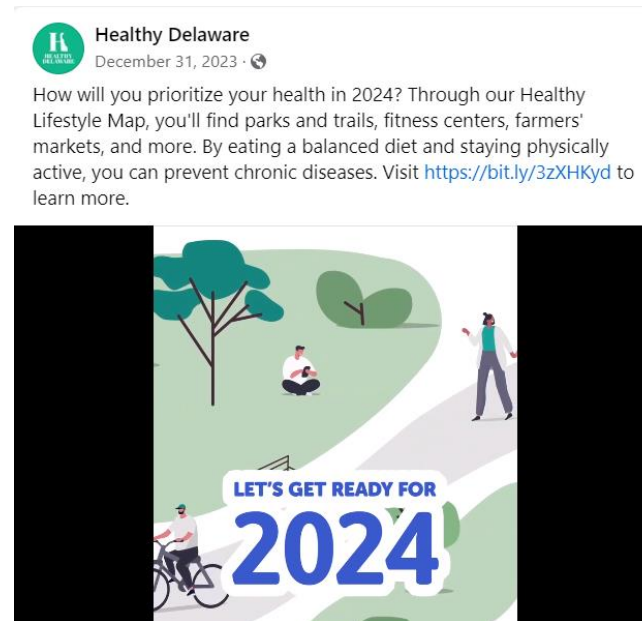 HEALTHY
DELAWARE
Healthy Delaware
December 31, 2023 ·
How will you prioritize your health in 2024? Through our Healthy
Lifestyle Map, you'll find parks and trails, fitness centers, farmers'
markets, and more. By eating a balanced diet and staying physically
active, you can prevent chronic diseases. Visit https://bit.ly/3zXHKyd to
learn more.
LET'S GET READY FOR
2024